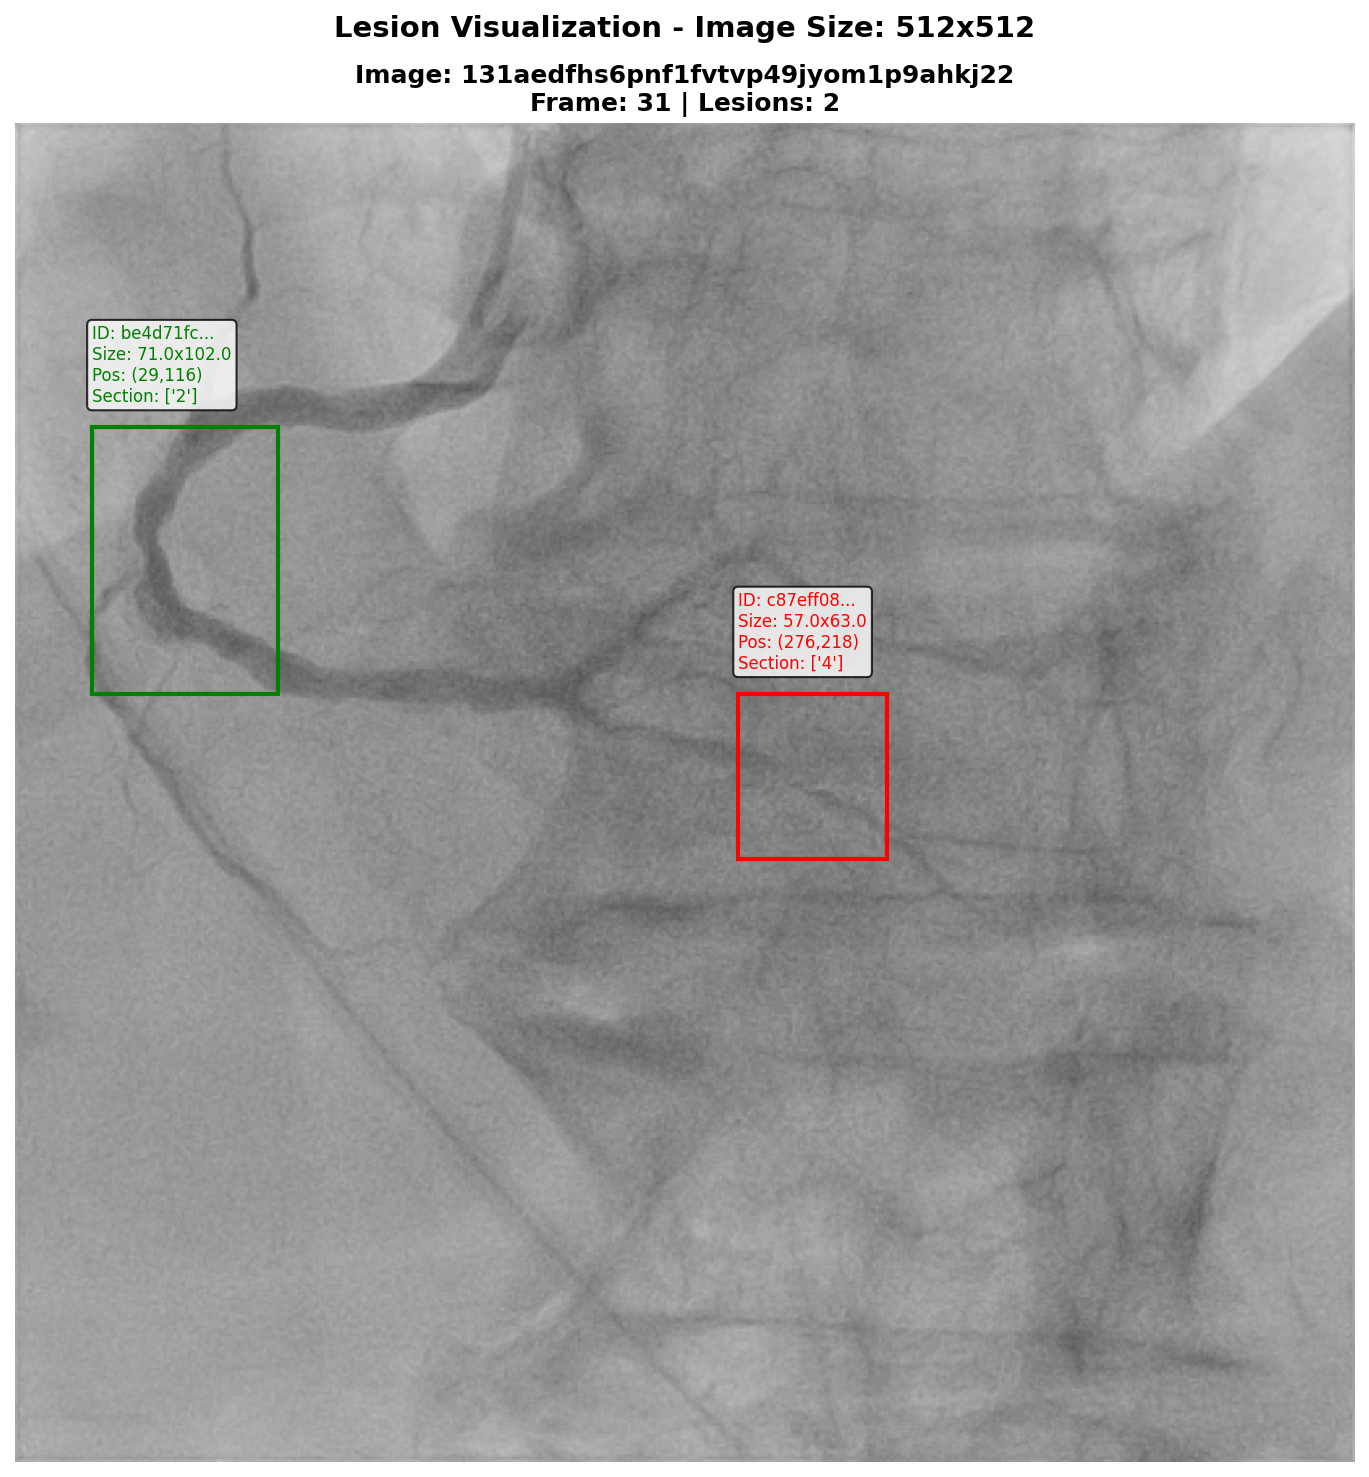 Lesion Visualization - Image Size: 512x512
Image: 131aedfhs6pnf1fvtvp49jyom1p9ahkj22
Frame: 31 | Lesions: 2
ID: be4d71fc...
Size: 71.0x102.0
Pos: (29,116)
Section: ['2']
ID: c87eff08...
Size: 57.0x63.0
Pos: (276,218)
Section: ['4']